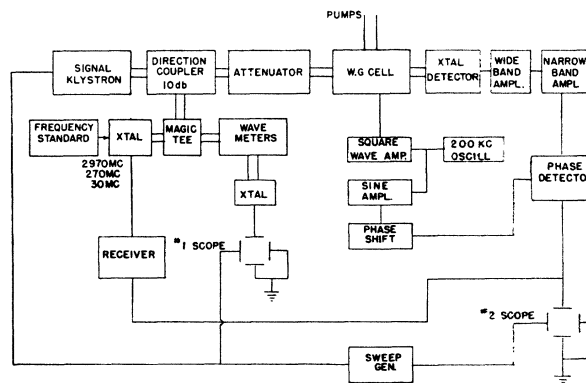 PUMPS
SIGNAL
KLYSTRON
DIRECTION
COUPLER
10db
ATTENUATOR
W.G CELL
XTAL
DETECTOR
WIDE
BAND
AMPL.
NARROW
BAND
AMPL
FREQUENCY
STANDARD
XTAL
MAGIC
TEE
WAVE
METERS
2970MC
270MC
30MC
SQUARE
WAVE AMP.
200 KC
OSCILL
PHASE
DETECTOR
XTAL
SINE
AMPL.
PHASE
SHIFT
RECEIVER
#1 SCOPE
#2 SCOPE
SWEEP
GEN.